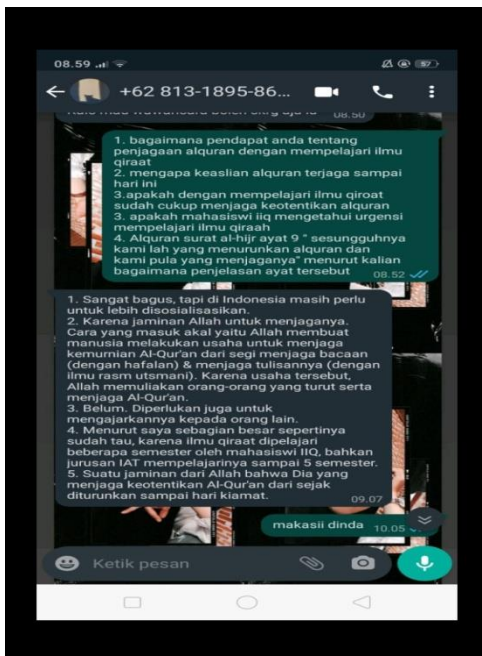 08.59
57
+62 813-1895-86...
08.50
1. bagaimana pendapat anda tentang
penjagaan alquran dengan mempelajari ilmu
qiraat
2. mengapa keaslian alquran terjaga sampai
hari ini
3.apakah dengan mempelajari ilmu qiroat
sudah cukup menjaga keotentikan alquran
3. apakah mahasiswi iiq mengetahui urgensi
mempelajari ilmu qiraah
4. Alquran surat al-hijr ayat 9 " sesungguhnya
kami lah yang menurunkan alquran dan
kami pula yang menjaganya" menurut kalian
bagaimana penjelasan ayat tersebut
08.52
1. Sangat bagus, tapi di Indonesia masih perlu
untuk lebih disosialisasikan.
2. Karena jaminan Allah untuk menjaganya.
Cara yang masuk akal yaitu Allah membuat
manusia melakukan usaha untuk menjaga
kemurnian Al-Qur'an dari segi menjaga bacaan
(dengan hafalan) & menjaga tulisannya (dengan
ilmu rasm utsmani). Karena usaha tersebut,
Allah memuliakan orang-orang yang turut serta
menjaga Al-Qur'an.
3. Belum. Diperlukan juga untuk
mengajarkannya kepada orang lain.
4. Menurut saya sebagian besar sepertinya
sudah tau, karena ilmu qiraat dipelajari
beberapa semester oleh mahasiswi IIQ, bahkan
jurusan IAT mempelajarinya sampai 5 semester.
5. Suatu jaminan dari Allah bahwa Dia yang
menjaga keotentikan Al-Qur'an dari sejak
diturunkan sampai hari kiamat.
09.07
makasii dinda 10.05
Ketik pesan